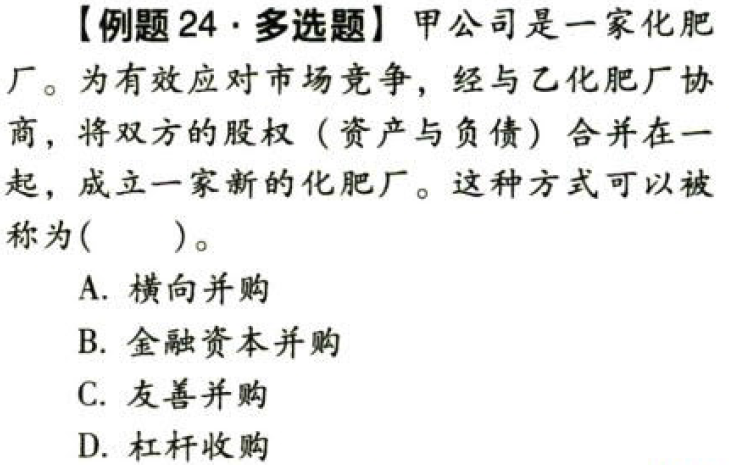 【例题 24·多选题】甲公司是一家化肥
厂。为有效应对市场竞争，经与乙化肥厂协
商，将双方的股权（资产与负债）合并在一
起，成立一家新的化肥厂。这种方式可以被
称为(　　)。
A. 横向并购
B. 金融资本并购
C. 友善并购
D. 杠杆收购